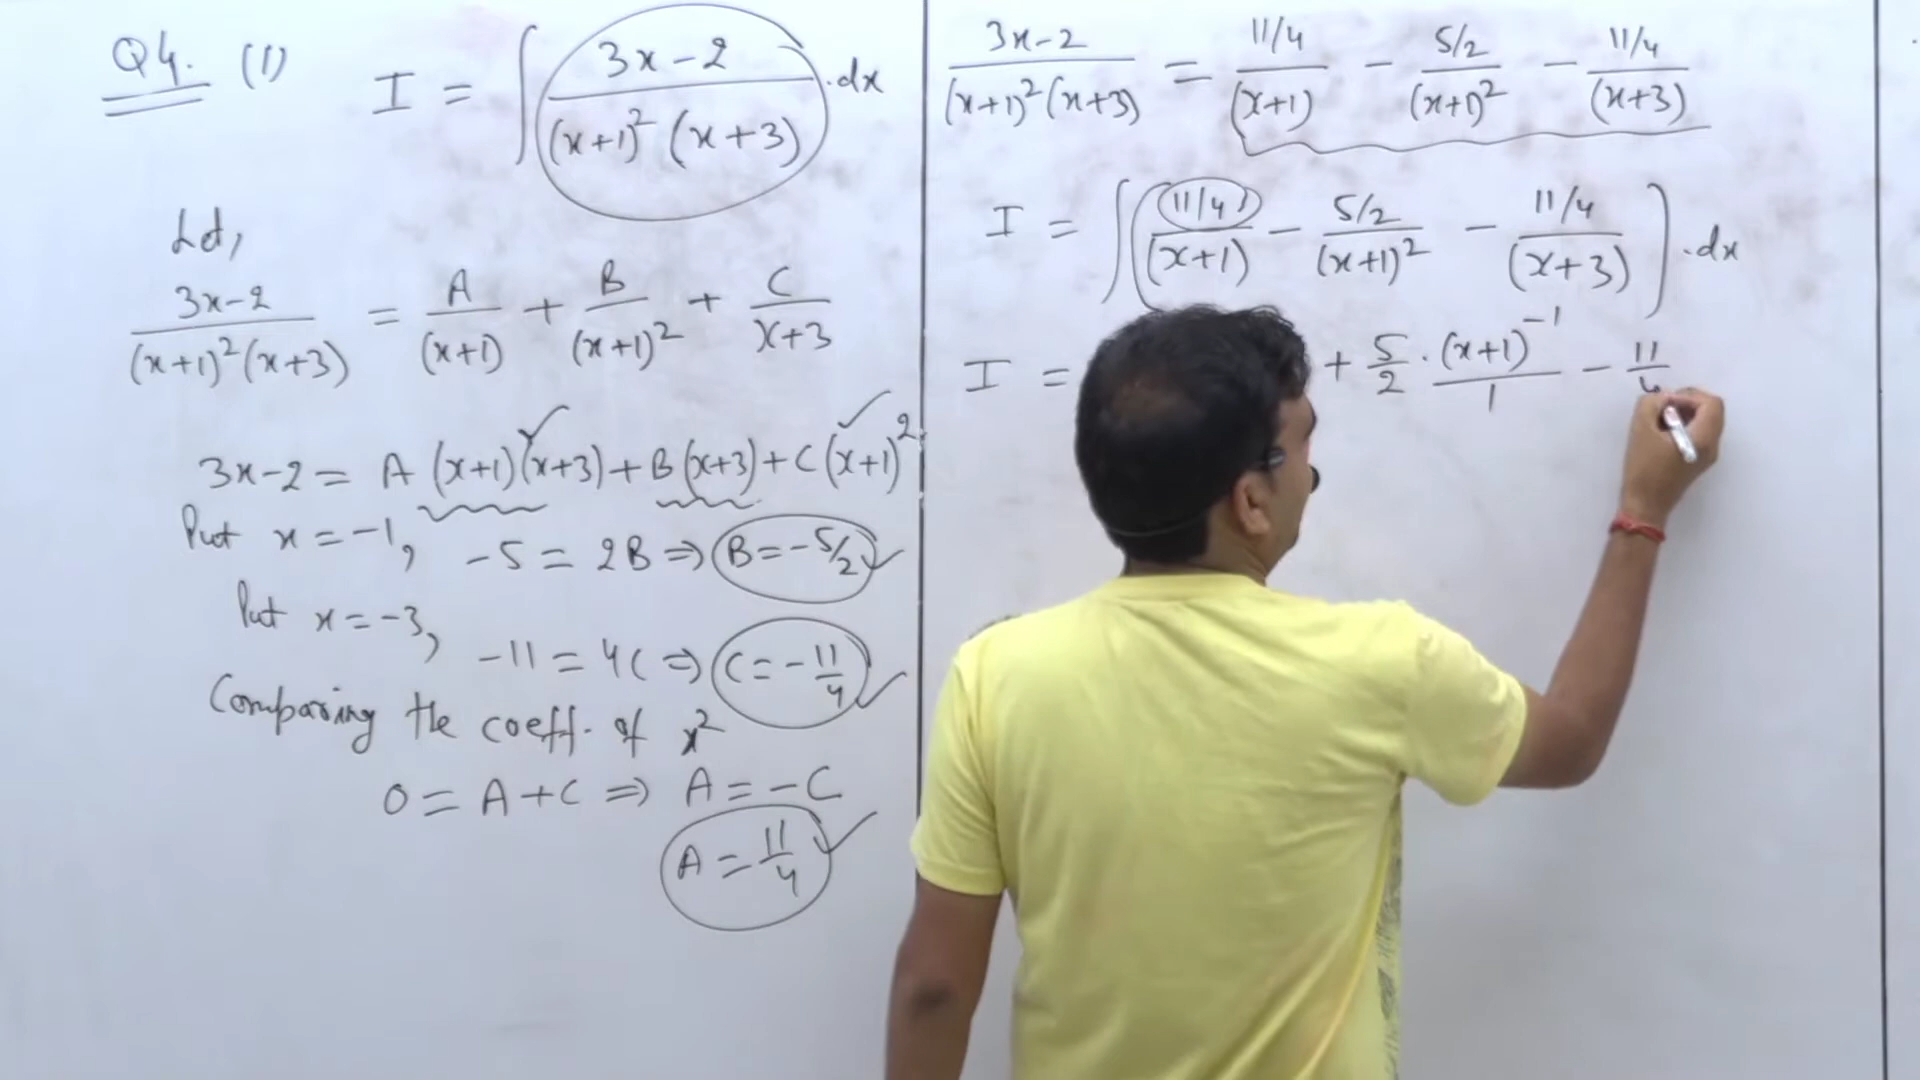 Q4. (1) I = ∫ (3x-2)/((x+1)² (x+3)) .dx
Let,
(3x-2)/((x+1)²(x+3)) = A/(x+1) + B/(x+1)² + C/(x+3)
3x-2 = A (x+1)(x+3) + B(x+3) + C(x+1)²
Put x = -1, -5 = 2B ⇒ B = -5/2
Put x = -3, -11 = 4C ⇒ C = -11/4
Comparing the coeff. of x²
0 = A+C ⇒ A = -C
A = 11/4
(3x-2)/((x+1)²(x+3)) = (11/4)/(x+1) - (5/2)/(x+1)² - (11/4)/(x+3)
I = ∫ ((11/4)/(x+1) - (5/2)/(x+1)² - (11/4)/(x+3)) .dx
I = + 5/2 . (x+1)⁻¹/1 - 11/4